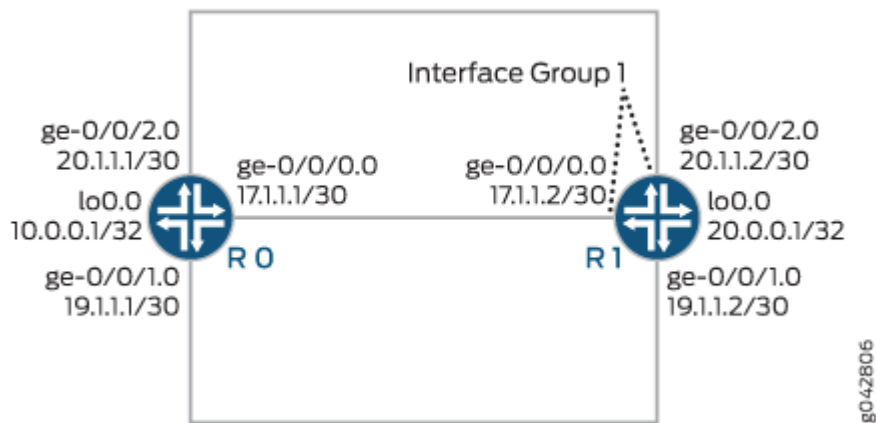 Interface Group 1
ge-0/0/2.0
20.1.1.1/30
ge-0/0/0.0
17.1.1.1/30
ge-0/0/0.0
17.1.1.2/30
ge-0/0/2.0
20.1.1.2/30
lo0.0
10.0.0.1/32
lo0.0
20.0.0.1/32
R 0
R 1
ge-0/0/1.0
19.1.1.1/30
ge-0/0/1.0
19.1.1.2/30
g042806